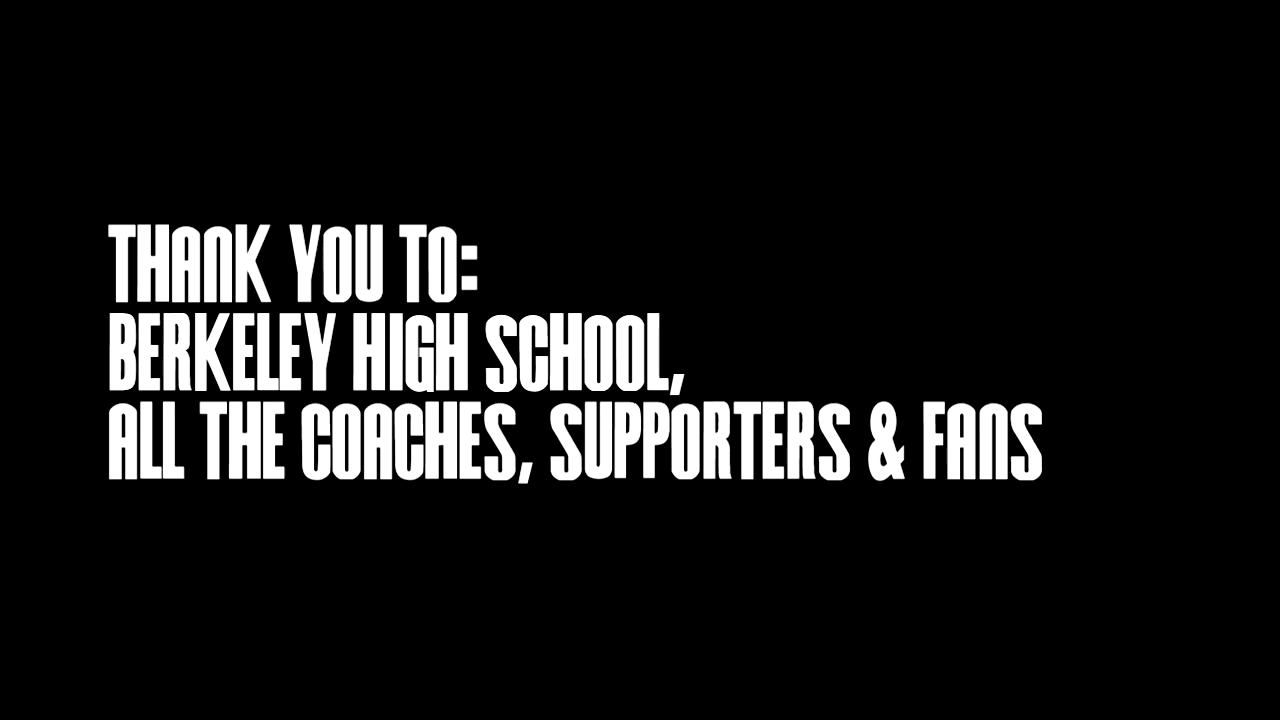 THANK YOU TO:
BERKELEY HIGH SCHOOL,
ALL THE COACHES, SUPPORTERS & FANS